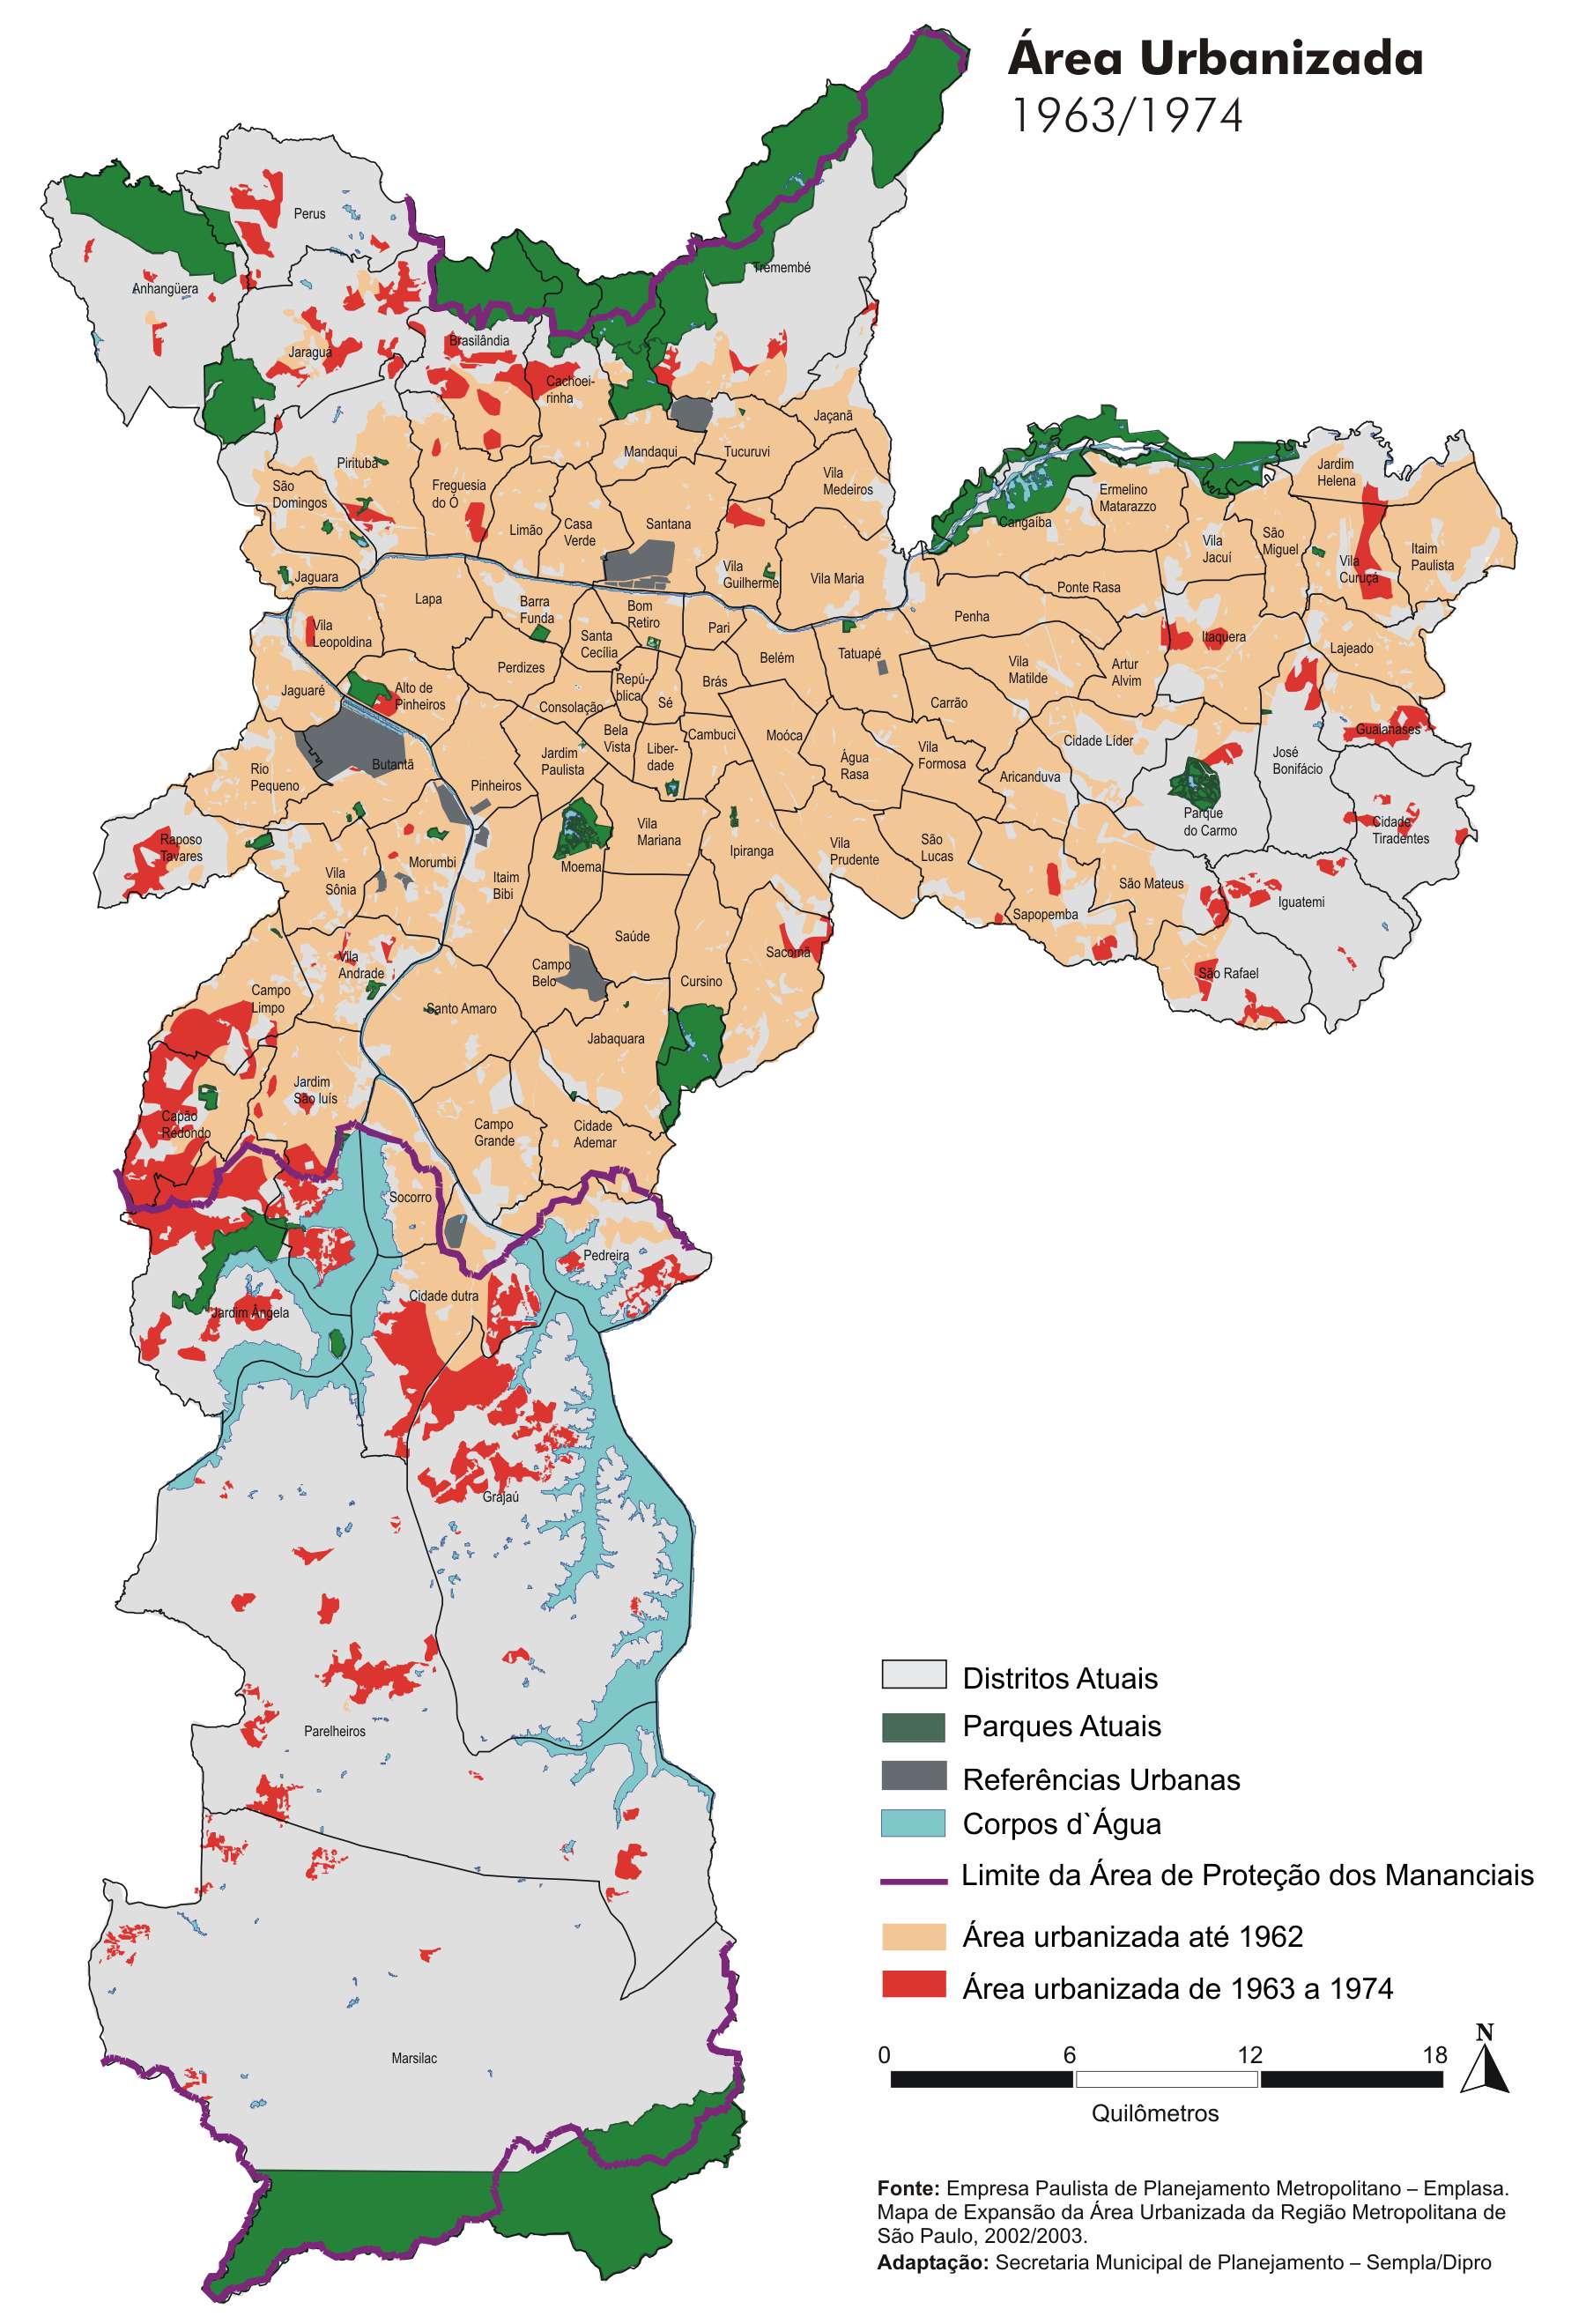 Área Urbanizada
1963/1974
Perus
Tremembé
Anhangüera
Brasilândia
Jaraguá
Cachoei-
rinha
Jaçanã
Mandaqui
Tucuruvi
Pirituba
Vila
Medeiros
Jardim
Helena
São
Domingos
Freguesia
do Ó
Ermelino
Matarazzo
Limão
Casa
Verde
Santana
Cangaíba
Vila
Jacuí
São
Miguel
Itaim
Paulista
Vila
Curuçá
Jaguara
Vila
Guilherme
Vila Maria
Ponte Rasa
Lapa
Barra
Funda
Bom
Retiro
Penha
Vila
Leopoldina
Santa
Cecília
Pari
Itaquera
Lajeado
Perdizes
Belém
Tatuapé
Vila
Matilde
Artur
Alvim
Jaguaré
Alto de
Pinheiros
Repú-
blica
Brás
Consolação
Sé
Carrão
Bela
Vista
Liber-
dade
Cambuci
Moóca
Cidade Líder
Guaianases
Jardim
Paulista
Água
Rasa
Vila
Formosa
José
Bonifácio
Rio
Pequeno
Butantã
Pinheiros
Aricanduva
Parque
do Carmo
Cidade
Tiradentes
Raposo
Tavares
Vila
Mariana
Ipiranga
Vila
Prudente
São
Lucas
Morumbi
Moema
Vila
Sônia
Itaim
Bibi
São Mateus
Iguatemi
Sapopemba
Saúde
Sacomã
Vila
Andrade
Campo
Belo
Cursino
São Rafael
Campo
Limpo
Santo Amaro
Jabaquara
Jardim
São luís
Capão
Redondo
Campo
Grande
Cidade
Ademar
Socorro
Pedreira
Cidade dutra
Jardim Ângela
Grajaú
Parelheiros
Marsilac
Distritos Atuais
Parques Atuais
Referências Urbanas
Corpos d`Água
Limite da Área de Proteção dos Mananciais
Área urbanizada até 1962
Área urbanizada de 1963 a 1974
N
0 6 12 18
Quilômetros
Fonte: Empresa Paulista de Planejamento Metropolitano – Emplasa.
Mapa de Expansão da Área Urbanizada da Região Metropolitana de
São Paulo, 2002/2003.
Adaptação: Secretaria Municipal de Planejamento – Sempla/Dipro